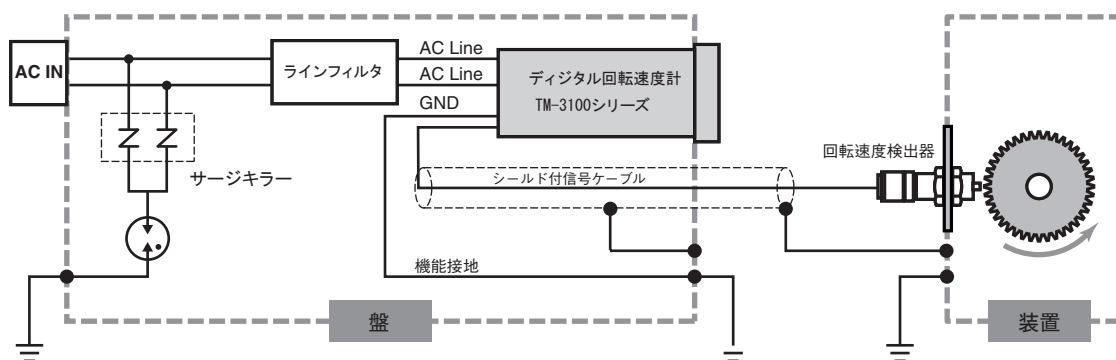 AC IN
ラインフィルタ
AC Line
AC Line
GND
ディジタル回転速度計
TM-3100シリーズ
サージキラー
シールド付信号ケーブル
回転速度検出器
機能接地
盤
装置